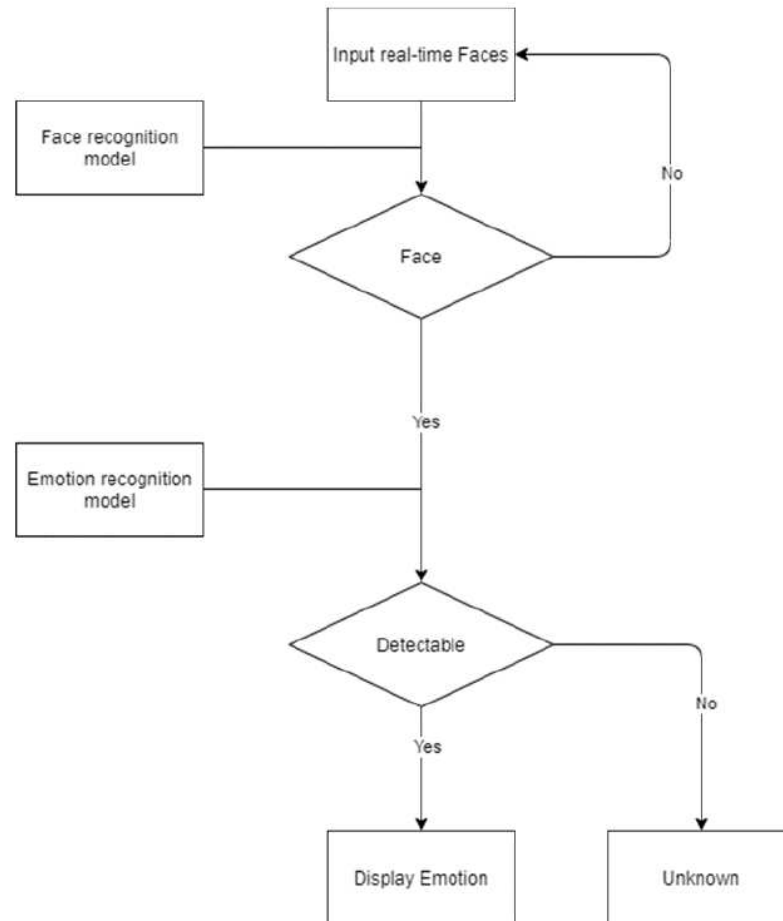 Input real-time Faces
Face recognition
model
No
Face
Yes
Emotion recognition
model
Detectable
No
Yes
Display Emotion
Unknown